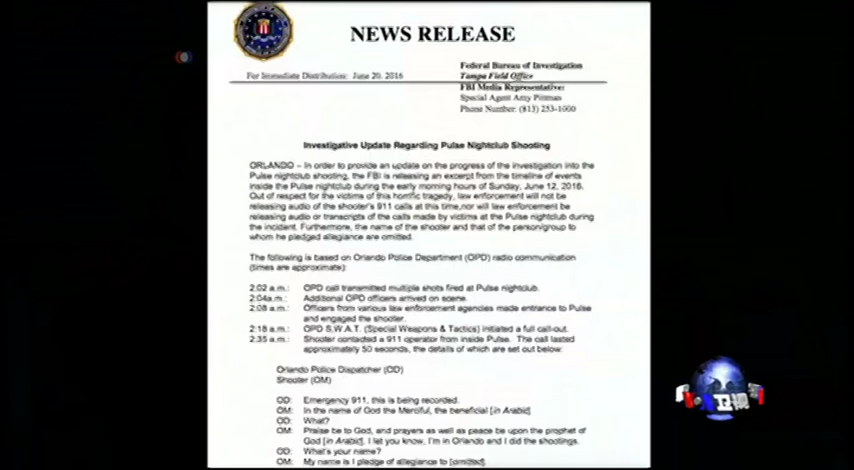 NEWS RELEASE
Federal Bureau of Investigation
For Immediate Distribution: June 20, 2016
Tampa Field Office
FBI Media Representative:
Special Agent Amy Pittman
Phone Number: (813) 253-1000
Investigative Update Regarding Pulse Nightclub Shooting
ORLANDO – In order to provide an update on the progress of the investigation into the
Pulse nightclub shooting, the FBI is releasing an excerpt from the timeline of events
inside the Pulse nightclub during the early morning hours of Sunday, June 12, 2016.
Out of respect for the victims of this horrific tragedy, law enforcement will not be
releasing audio of the shooter's 911 calls at this time,nor will law enforcement be
releasing audio or transcripts of the calls made by victims at the Pulse nightclub during
the incident. Furthermore, the name of the shooter and that of the person/group to
whom he pledged allegiance are omitted.
The following is based on Orlando Police Department (OPD) radio communication
(times are approximate):
2:02 a.m.: OPD call transmitted multiple shots fired at Pulse nightclub.
2:04a.m.: Additional OPD officers arrived on scene.
2:08 a.m.: Officers from various law enforcement agencies made entrance to Pulse
and engaged the shooter.
2:18 a.m.: OPD S.W.A.T. (Special Weapons & Tactics) initiated a full call-out.
2:35 a.m.: Shooter contacted a 911 operator from inside Pulse. The call lasted
approximately 50 seconds, the details of which are set out below:
Orlando Police Dispatcher (OD)
Shooter (OM)
OD: Emergency 911, this is being recorded.
OM: In the name of God the Merciful, the beneficial [in Arabic]
OD: What?
OM: Praise be to God, and prayers as well as peace be upon the prophet of
God [in Arabic]. I let you know, I'm in Orlando and I did the shootings.
OD: What's your name?
OM: My name is I pledge of allegiance to [omitted].
卫视